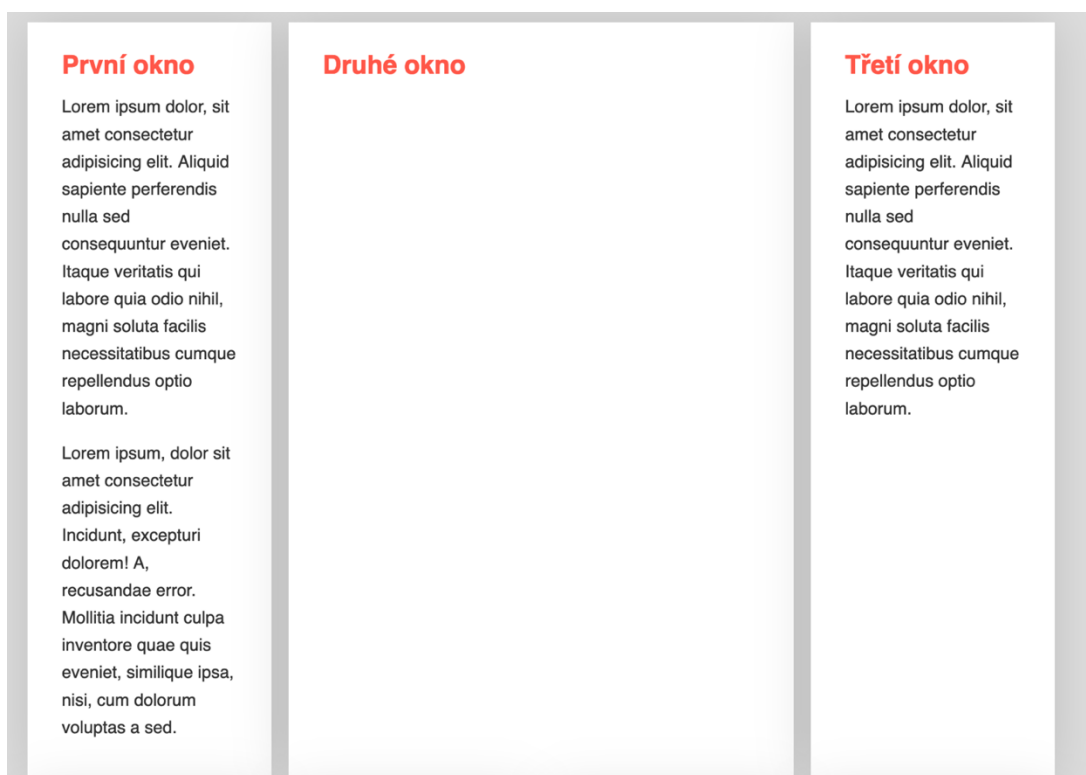 První okno
Lorem ipsum dolor, sit
amet consectetur
adipisicing elit. Aliquid
sapiente perferendis
nulla sed
consequuntur eveniet.
Itaque veritatis qui
labore quia odio nihil,
magni soluta facilis
necessitatibus cumque
repellendus optio
laborum.
Lorem ipsum, dolor sit
amet consectetur
adipisicing elit.
Incidunt, excepturi
dolorem! A,
recusandae error.
Mollitia incidunt culpa
inventore quae quis
eveniet, similique ipsa,
nisi, cum dolorum
voluptas a sed.
Druhé okno
Třetí okno
Lorem ipsum dolor, sit
amet consectetur
adipisicing elit. Aliquid
sapiente perferendis
nulla sed
consequuntur eveniet.
Itaque veritatis qui
labore quia odio nihil,
magni soluta facilis
necessitatibus cumque
repellendus optio
laborum.